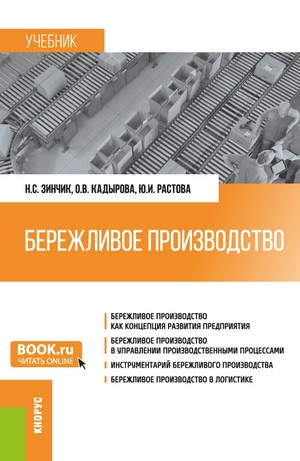 УЧЕБНИК
Н.С. ЗИНЧИК, О.В. КАДЫРОВА, Ю.И. РАСТОВА
БЕРЕЖЛИВОЕ ПРОИЗВОДСТВО
БЕРЕЖЛИВОЕ ПРОИЗВОДСТВО
КАК КОНЦЕПЦИЯ РАЗВИТИЯ ПРЕДПРИЯТИЯ
БЕРЕЖЛИВОЕ ПРОИЗВОДСТВО
В УПРАВЛЕНИИ ПРОИЗВОДСТВЕННЫМИ ПРОЦЕССАМИ
ИНСТРУМЕНТАРИЙ БЕРЕЖЛИВОГО ПРОИЗВОДСТВА
БЕРЕЖЛИВОЕ ПРОИЗВОДСТВО В ЛОГИСТИКЕ
BOOK.ru
ЧИТАТЬ ONLINE
КНОРУС